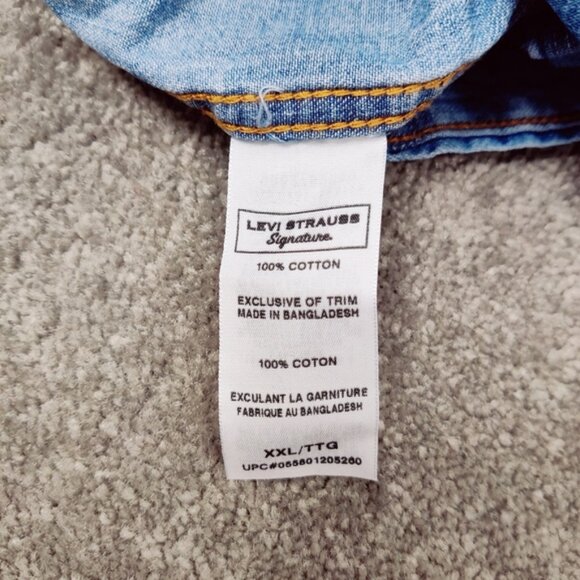 LEVI STRAUSS
Signature
100% COTTON
EXCLUSIVE OF TRIM
MADE IN BANGLADESH
100% COTON
EXCULANT LA GARNITURE
FABRIQUE AU BANGLADESH
XXL/TTG
UPC#055801205260